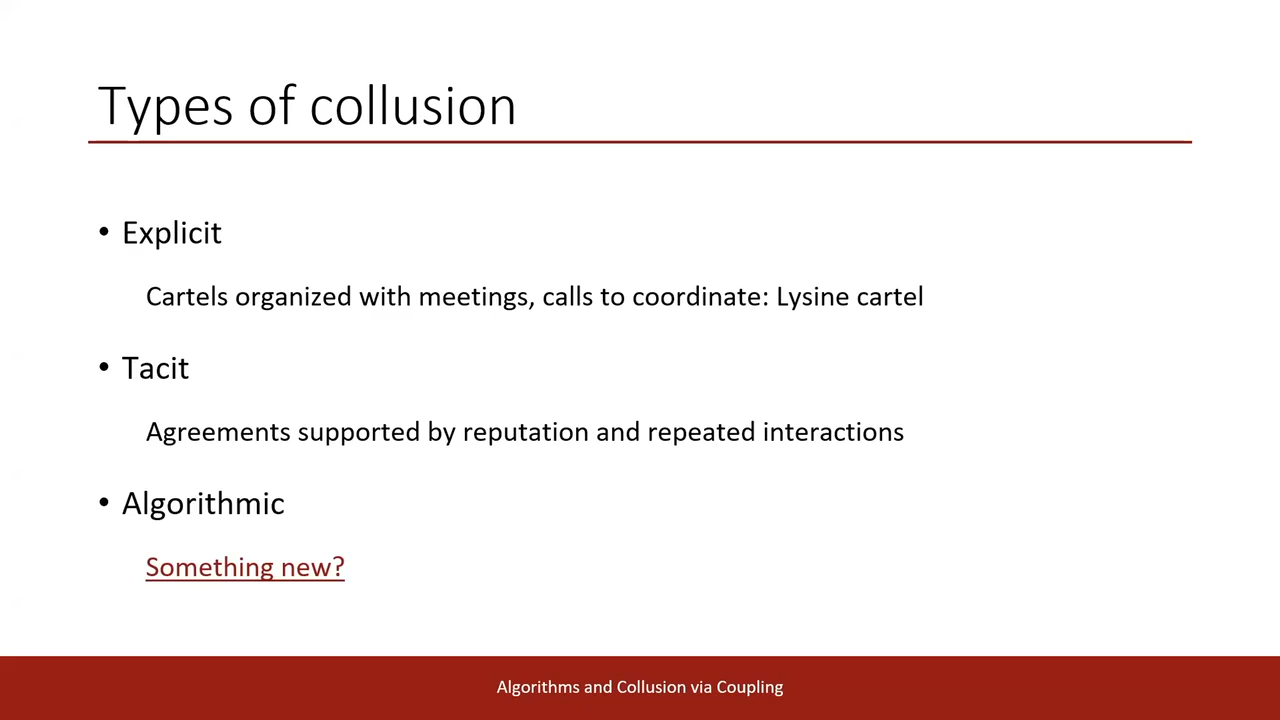 Types of collusion
• Explicit
Cartels organized with meetings, calls to coordinate: Lysine cartel
• Tacit
Agreements supported by reputation and repeated interactions
• Algorithmic
Something new?
Algorithms and Collusion via Coupling